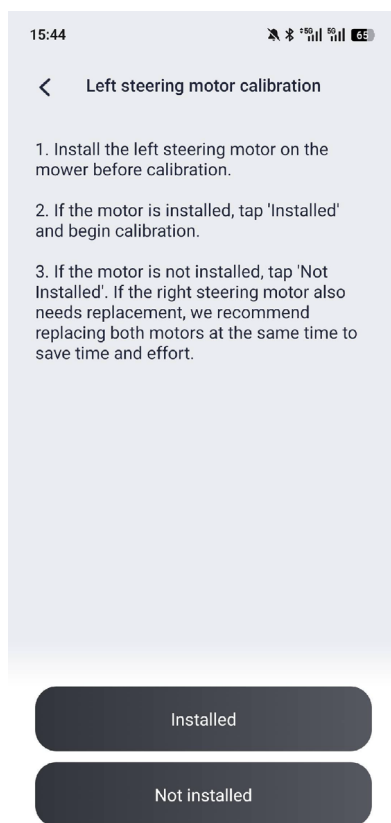 15:44
5G 5G 65
Left steering motor calibration
1. Install the left steering motor on the
mower before calibration.
2. If the motor is installed, tap 'Installed'
and begin calibration.
3. If the motor is not installed, tap 'Not
Installed'. If the right steering motor also
needs replacement, we recommend
replacing both motors at the same time to
save time and effort.
Installed
Not installed